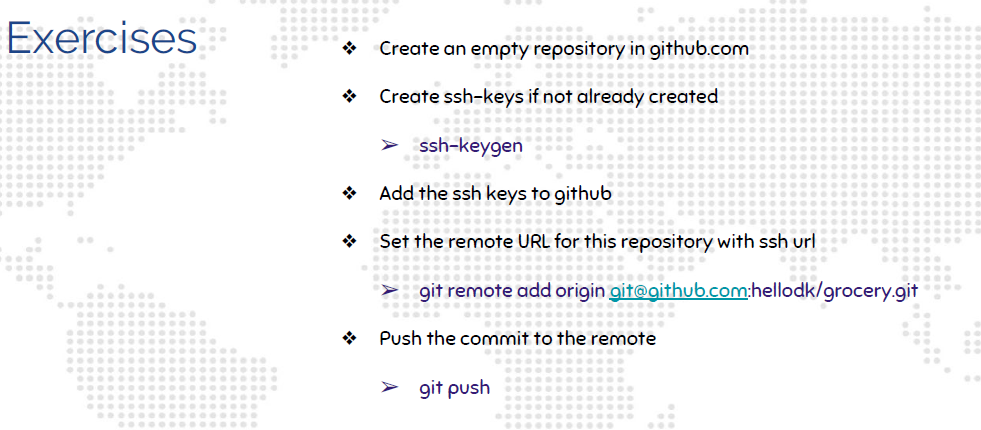 Exercises
❖ Create an empty repository in github.com
❖ Create ssh-keys if not already created
➢ ssh-keygen
❖ Add the ssh keys to github
❖ Set the remote URL for this repository with ssh url
➢ git remote add origin git@github.com:hellodk/grocery.git
❖ Push the commit to the remote
➢ git push